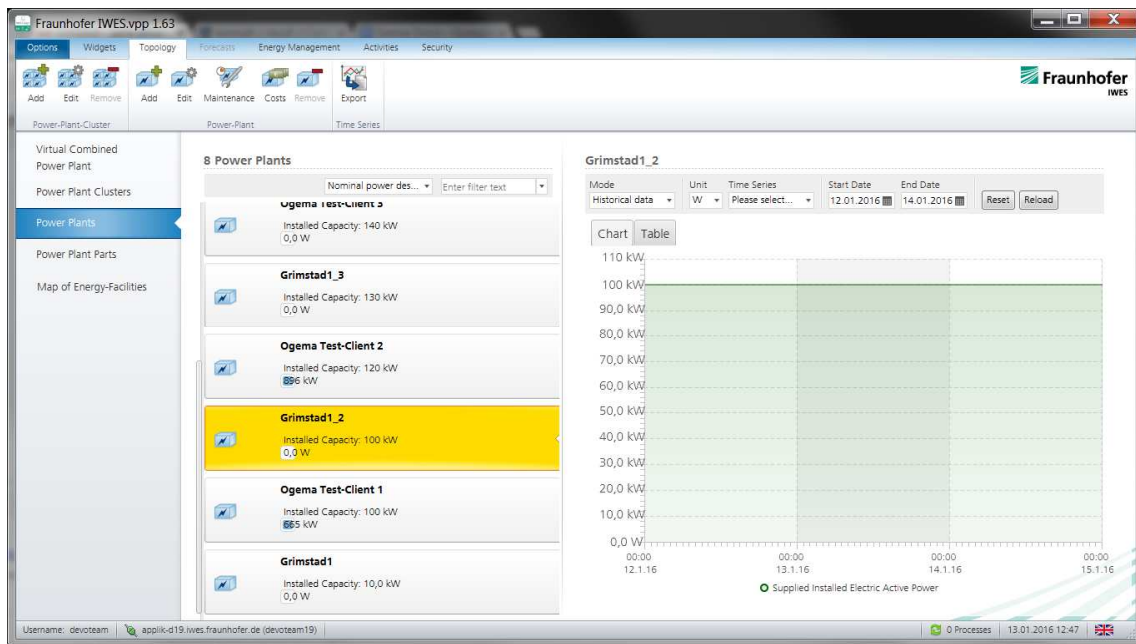 Fraunhofer IWES.vpp 1.63
Options Widgets Topology Forecasts Energy Management Activities Security
Add Edit Remove Add Edit Maintenance Costs Remove Export
Power-Plant-Cluster Power-Plant Time Series
Fraunhofer
IWES
Virtual Combined
Power Plant
Power Plant Clusters
Power Plants
Power Plant Parts
Map of Energy-Facilities
8 Power Plants
Nominal power des... Enter filter text
Ogema Test-Client 3
Installed Capacity: 140 kW
0,0 W
Grimstad1_3
Installed Capacity: 130 kW
0,0 W
Ogema Test-Client 2
Installed Capacity: 120 kW
896 kW
Grimstad1_2
Installed Capacity: 100 kW
0,0 W
Ogema Test-Client 1
Installed Capacity: 100 kW
665 kW
Grimstad1
Installed Capacity: 10,0 kW
0,0 W
Grimstad1_2
Mode Unit Time Series Start Date End Date
Historical data W Please select... 12.01.2016 14.01.2016 Reset Reload
Chart Table
110 kW
100 kW
90,0 kW
80,0 kW
70,0 kW
60,0 kW
50,0 kW
40,0 kW
30,0 kW
20,0 kW
10,0 kW
0,0 W
00:00 00:00 00:00 00:00
12.1.16 13.1.16 14.1.16 15.1.16
Supplied Installed Electric Active Power
Username: devoteam applik-d19.iwes.fraunhofer.de (devoteam19) 0 Processes 13.01.2016 12:47